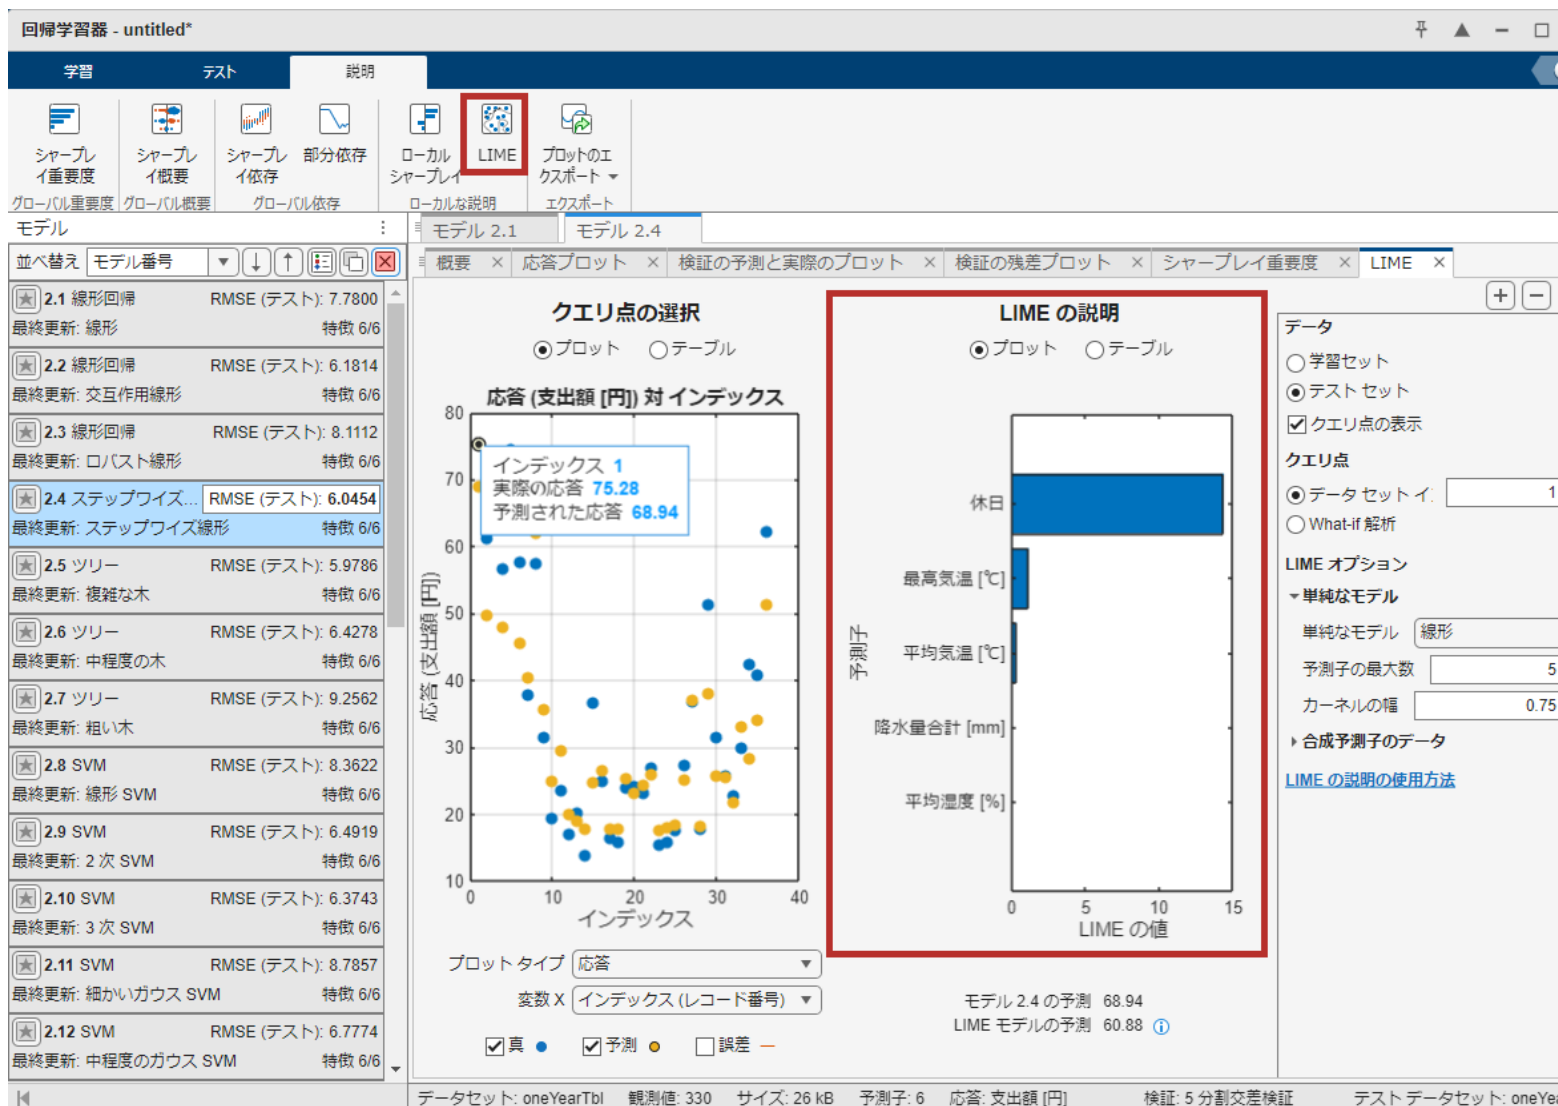 回帰学習器 - untitled*
学習 テスト 説明
シャープレイ重要度
シャープレイ概要
シャープレイ依存
部分依存
ローカル シャープレイ
LIME
プロットのエクスポート
グローバル重要度 グローバル概要 グローバル依存 ローカルな説明 エクスポート
モデル
並べ替え モデル番号
2.1 線形回帰 RMSE (テスト): 7.7800
最終更新: 線形 特徴 6/6
2.2 線形回帰 RMSE (テスト): 6.1814
最終更新: 交互作用線形 特徴 6/6
2.3 線形回帰 RMSE (テスト): 8.1112
最終更新: ロバスト線形 特徴 6/6
2.4 ステップワイズ... RMSE (テスト): 6.0454
最終更新: ステップワイズ線形 特徴 6/6
2.5 ツリー RMSE (テスト): 5.9786
最終更新: 複雑な木 特徴 6/6
2.6 ツリー RMSE (テスト): 6.4278
最終更新: 中程度の木 特徴 6/6
2.7 ツリー RMSE (テスト): 9.2562
最終更新: 粗い木 特徴 6/6
2.8 SVM RMSE (テスト): 8.3622
最終更新: 線形 SVM 特徴 6/6
2.9 SVM RMSE (テスト): 6.4919
最終更新: 2 次 SVM 特徴 6/6
2.10 SVM RMSE (テスト): 6.3743
最終更新: 3 次 SVM 特徴 6/6
2.11 SVM RMSE (テスト): 8.7857
最終更新: 細かいガウス SVM 特徴 6/6
2.12 SVM RMSE (テスト): 6.7774
最終更新: 中程度のガウス SVM 特徴 6/6
モデル 2.1 モデル 2.4
概要 応答プロット 検証の予測と実際のプロット 検証の残差プロット シャープレイ重要度 LIME
クエリ点の選択
プロット テーブル
応答 (支出額 [円]) 対 インデックス
インデックス 1
実際の応答 75.28
予測された応答 68.94
80
70
60
50
40
30
20
10
応答 (支出額 [円])
0 10 20 30 40
インデックス
プロット タイプ 応答
変数 X インデックス (レコード番号)
真 予測 誤差
LIME の説明
プロット テーブル
予測子
休日
最高気温 [℃]
平均気温 [℃]
降水量合計 [mm]
平均湿度 [%]
0 5 10 15
LIME の値
モデル 2.4 の予測 68.94
LIME モデルの予測 60.88
データ
学習セット
テスト セット
クエリ点の表示
クエリ点
データ セット イ 1
What-if 解析
LIME オプション
単純なモデル
単純なモデル 線形
予測子の最大数 5
カーネルの幅 0.75
合成予測子のデータ
LIME の説明の使用方法
データセット: oneYearTbl 観測値: 330 サイズ: 26 kB 予測子: 6 応答: 支出額 [円] 検証: 5 分割交差検証 テスト データセット: oneYea